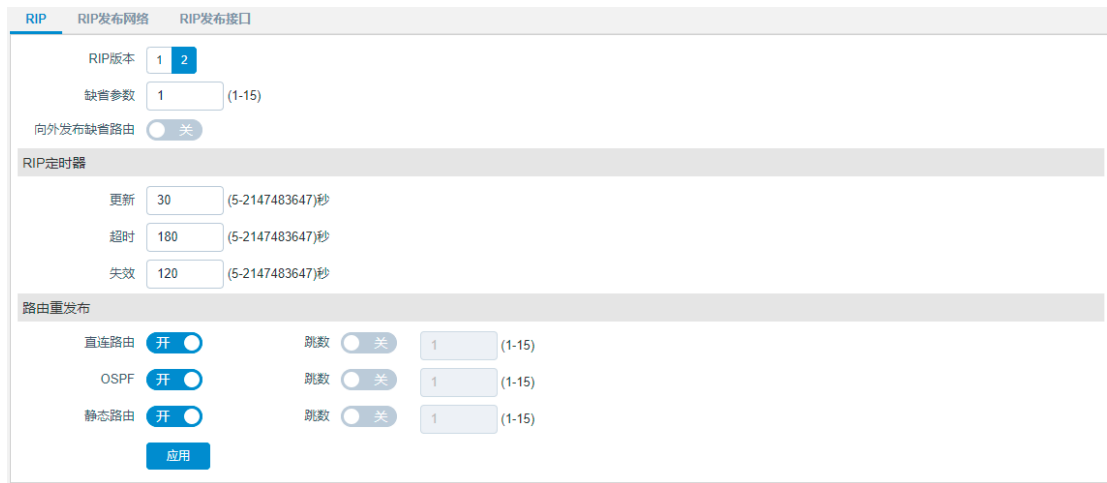 RIP RIP发布网络 RIP发布接口
RIP版本 1 2
缺省参数 1 (1-15)
向外发布缺省路由 关
RIP定时器
更新 30 (5-2147483647)秒
超时 180 (5-2147483647)秒
失效 120 (5-2147483647)秒
路由重发布
直连路由 开 跳数 关 1 (1-15)
OSPF 开 跳数 关 1 (1-15)
静态路由 开 跳数 关 1 (1-15)
应用